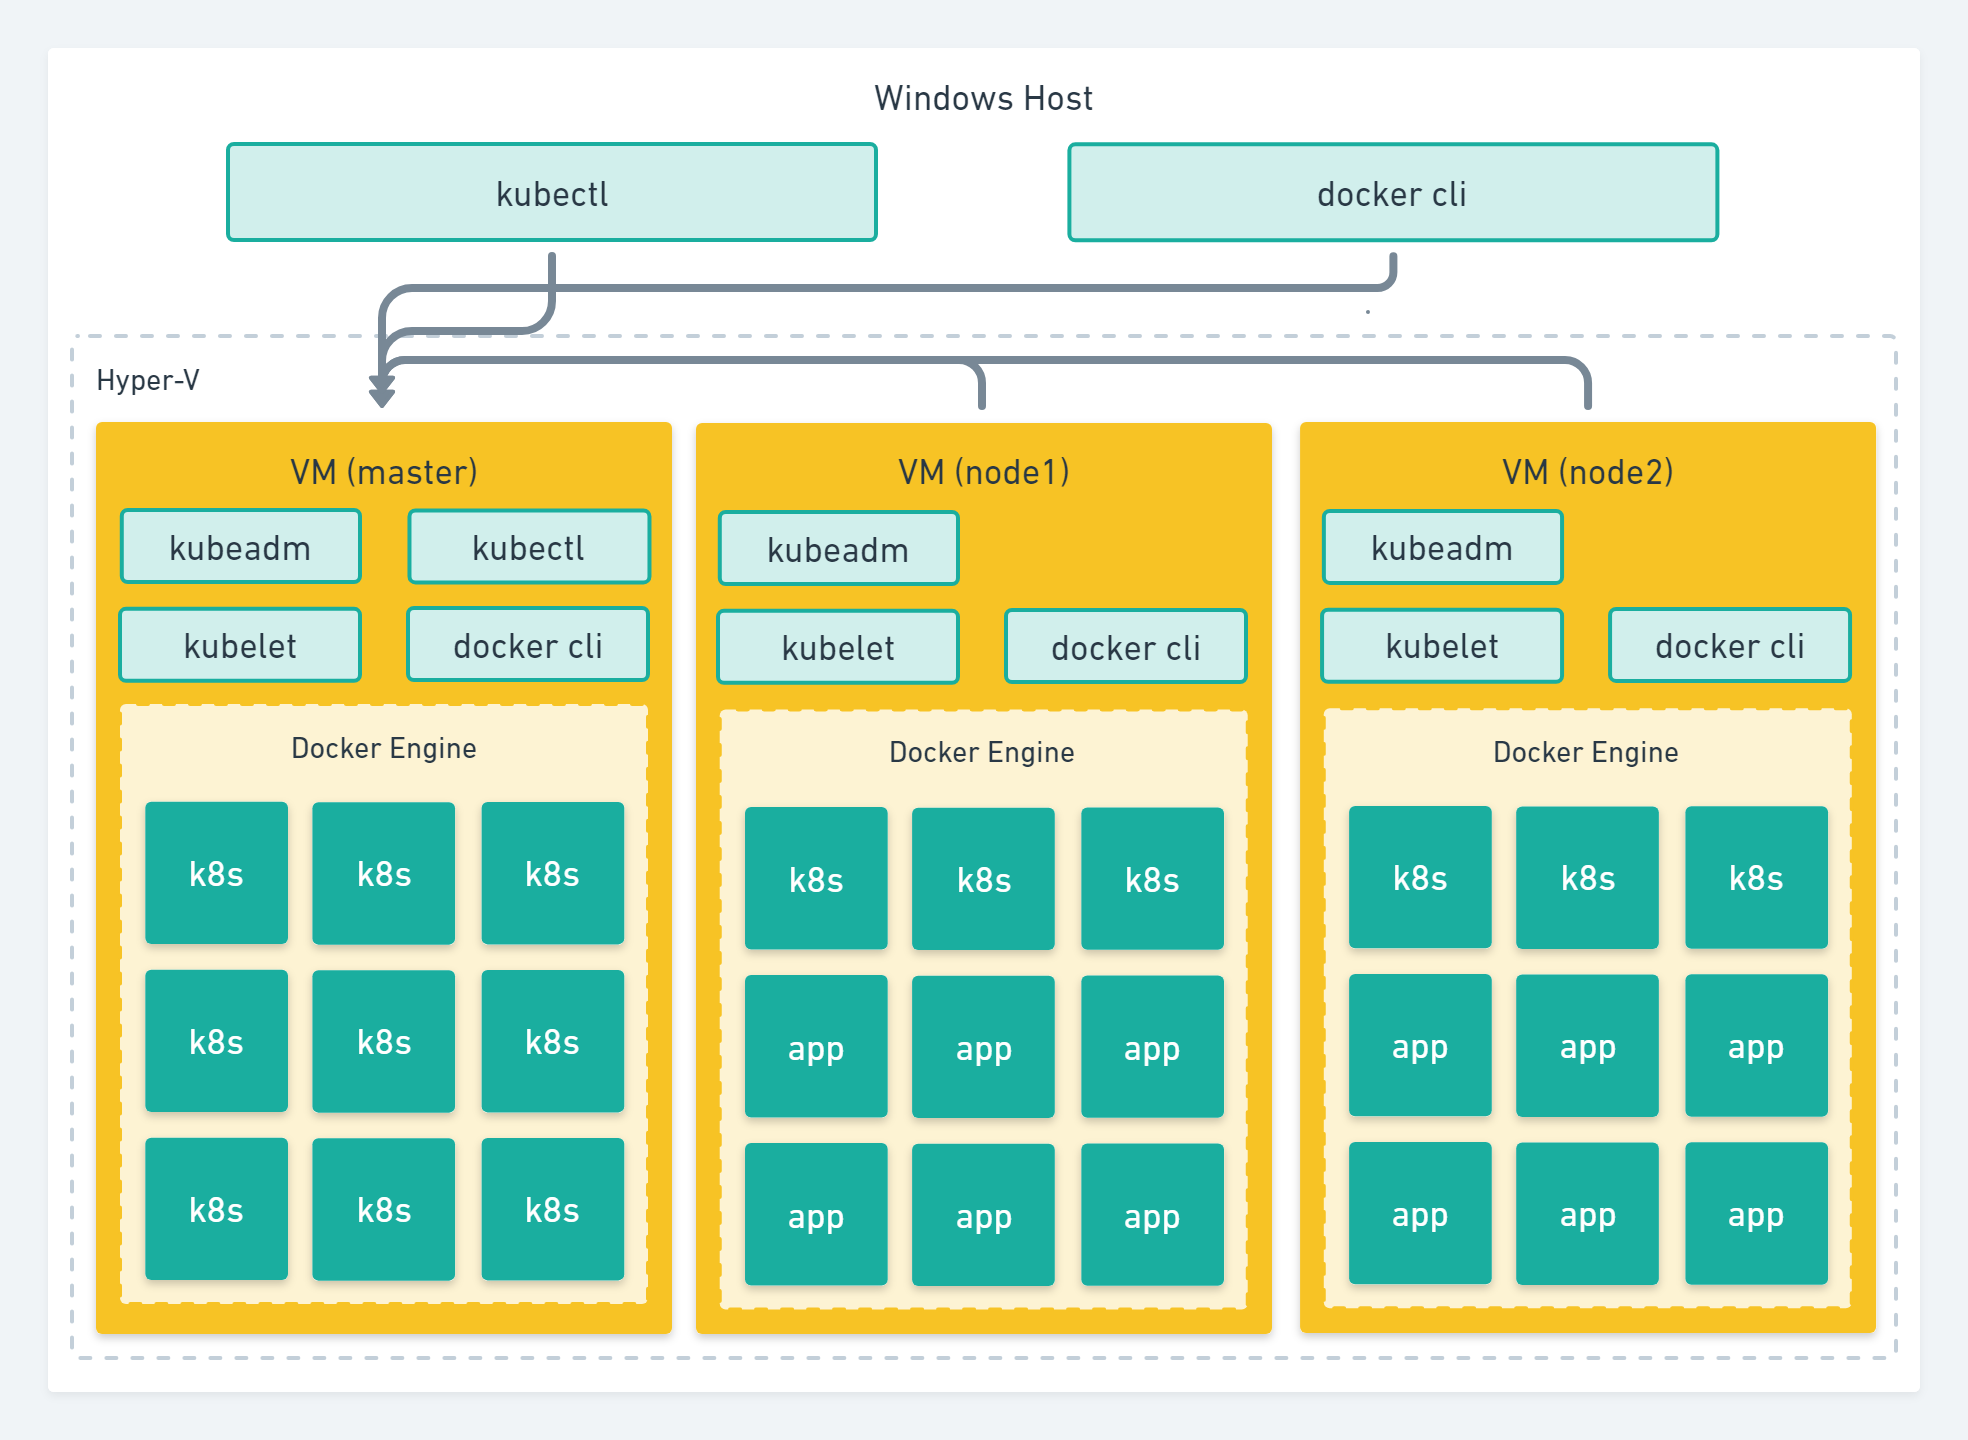 Windows Host
kubectl
docker cli
Hyper-V
VM (master)
kubeadm
kubectl
kubelet
docker cli
Docker Engine
k8s k8s k8s
k8s k8s k8s
k8s k8s k8s
VM (node1)
kubeadm
kubelet
docker cli
Docker Engine
k8s k8s k8s
app app app
app app app
VM (node2)
kubeadm
kubelet
docker cli
Docker Engine
k8s k8s k8s
app app app
app app app